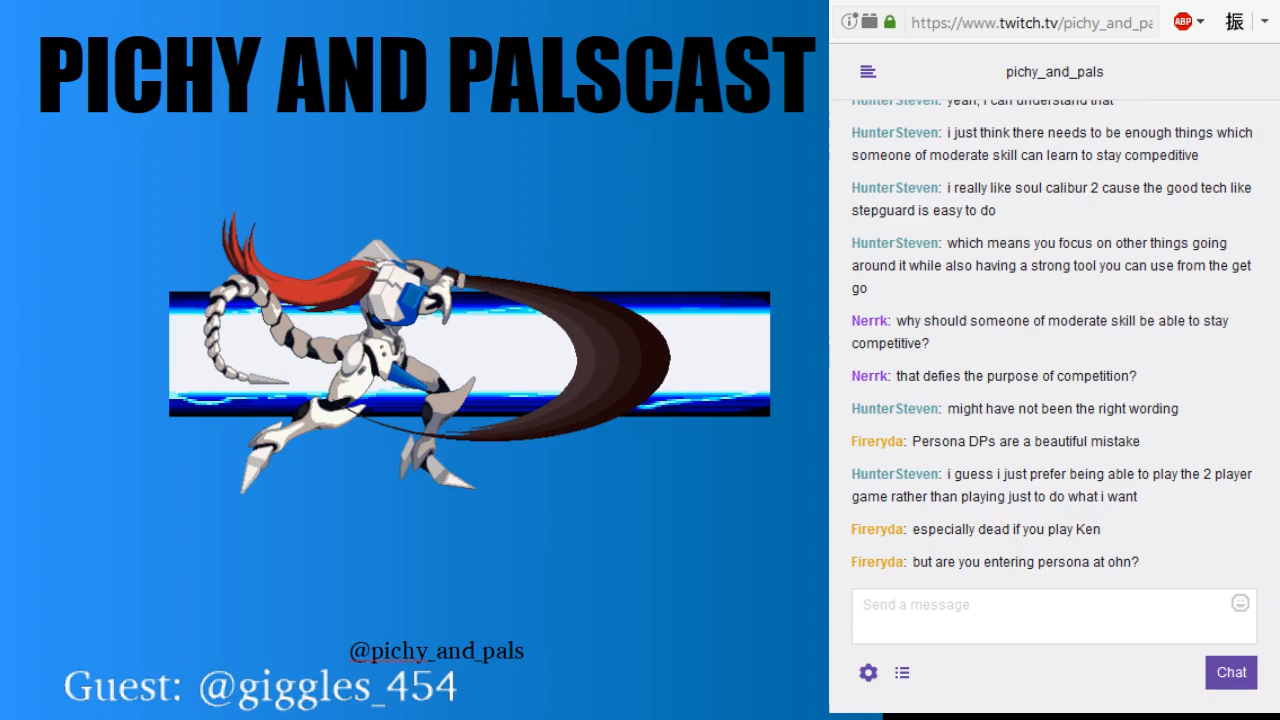 PICHY AND PALSCAST
@pichy_and_pals
Guest: @giggles_454
https://www.twitch.tv/pichy_and_pa
ABP
振
pichy_and_pals
HunterSteven: yeah, i can understand that
HunterSteven: i just think there needs to be enough things which
someone of moderate skill can learn to stay compeditive
HunterSteven: i really like soul calibur 2 cause the good tech like
stepguard is easy to do
HunterSteven: which means you focus on other things going
around it while also having a strong tool you can use from the get
go
Nerrk: why should someone of moderate skill be able to stay
competitive?
Nerrk: that defies the purpose of competition?
HunterSteven: might have not been the right wording
Fireryda: Persona DPs are a beautiful mistake
HunterSteven: i guess i just prefer being able to play the 2 player
game rather than playing just to do what i want
Fireryda: especially dead if you play Ken
Fireryda: but are you entering persona at ohn?
Send a message
Chat